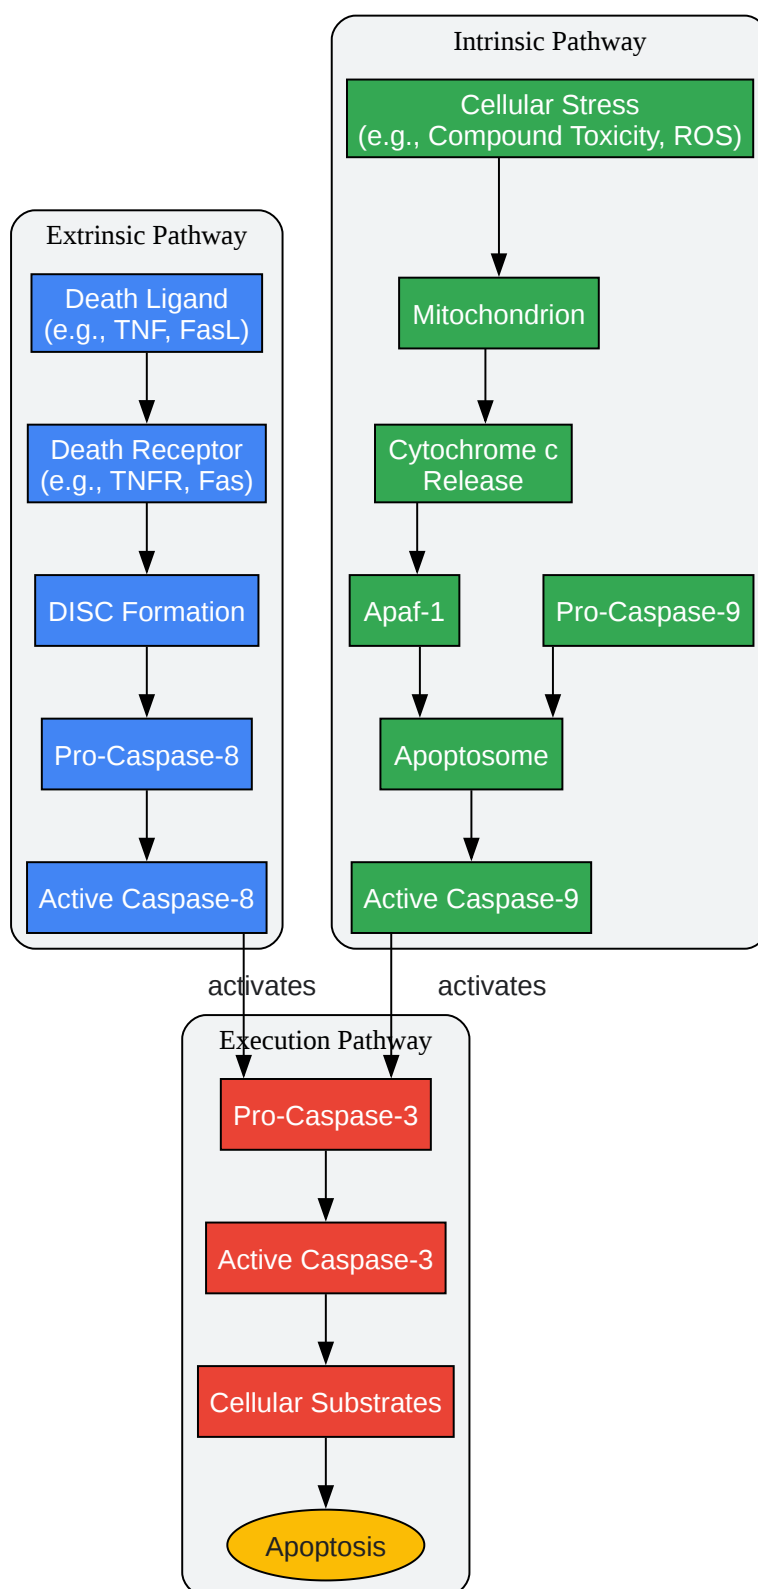 Intrinsic Pathway
Cellular Stress
(e.g., Compound Toxicity, ROS)
Extrinsic Pathway
Death Ligand
(e.g., TNF, FasL)
Mitochondrion
Death Receptor
(e.g., TNFR, Fas)
Cytochrome c
Release
DISC Formation
Apaf-1
Pro-Caspase-9
Pro-Caspase-8
Apoptosome
Active Caspase-8
Active Caspase-9
activates
activates
Execution Pathway
Pro-Caspase-3
Active Caspase-3
Cellular Substrates
Apoptosis